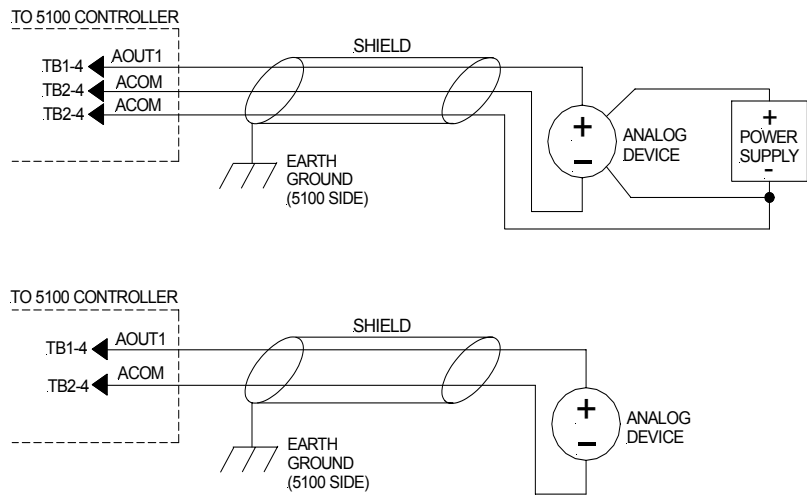 TO 5100 CONTROLLER
SHIELD
TB1-4 AOUT1
TB2-4 ACOM
TB2-4 ACOM
EARTH
GROUND
(5100 SIDE)
+
−
ANALOG
DEVICE
+
POWER
SUPPLY
-
TO 5100 CONTROLLER
SHIELD
TB1-4 AOUT1
TB2-4 ACOM
EARTH
GROUND
(5100 SIDE)
+
−
ANALOG
DEVICE